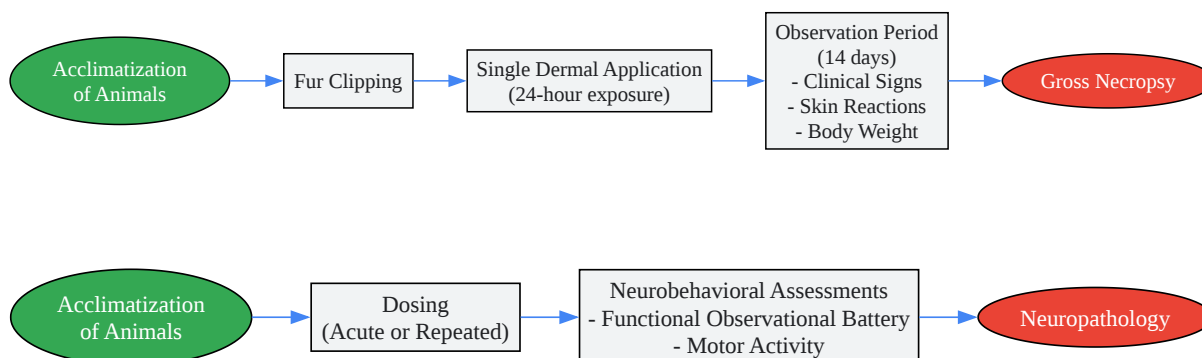 Acclimatization
of Animals
Fur Clipping
Single Dermal Application
(24-hour exposure)
Observation Period
(14 days)
- Clinical Signs
- Skin Reactions
- Body Weight
Gross Necropsy
Acclimatization
of Animals
Dosing
(Acute or Repeated)
Neurobehavioral Assessments
- Functional Observational Battery
- Motor Activity
Neuropathology